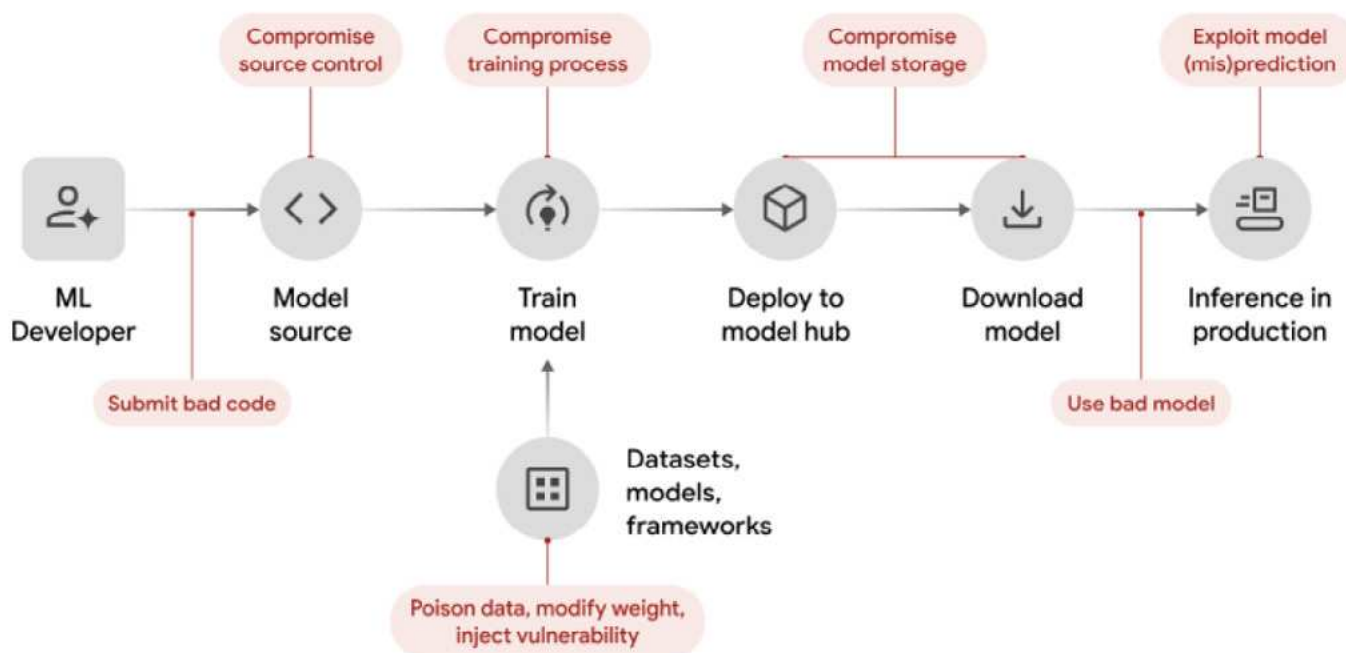 Compromise
source control
Compromise
training process
Compromise
model storage
Exploit model
(mis)prediction
ML
Developer
Model
source
Train
model
Deploy to
model hub
Download
model
Inference in
production
Submit bad code
Use bad model
Datasets,
models,
frameworks
Poison data, modify weight,
inject vulnerability